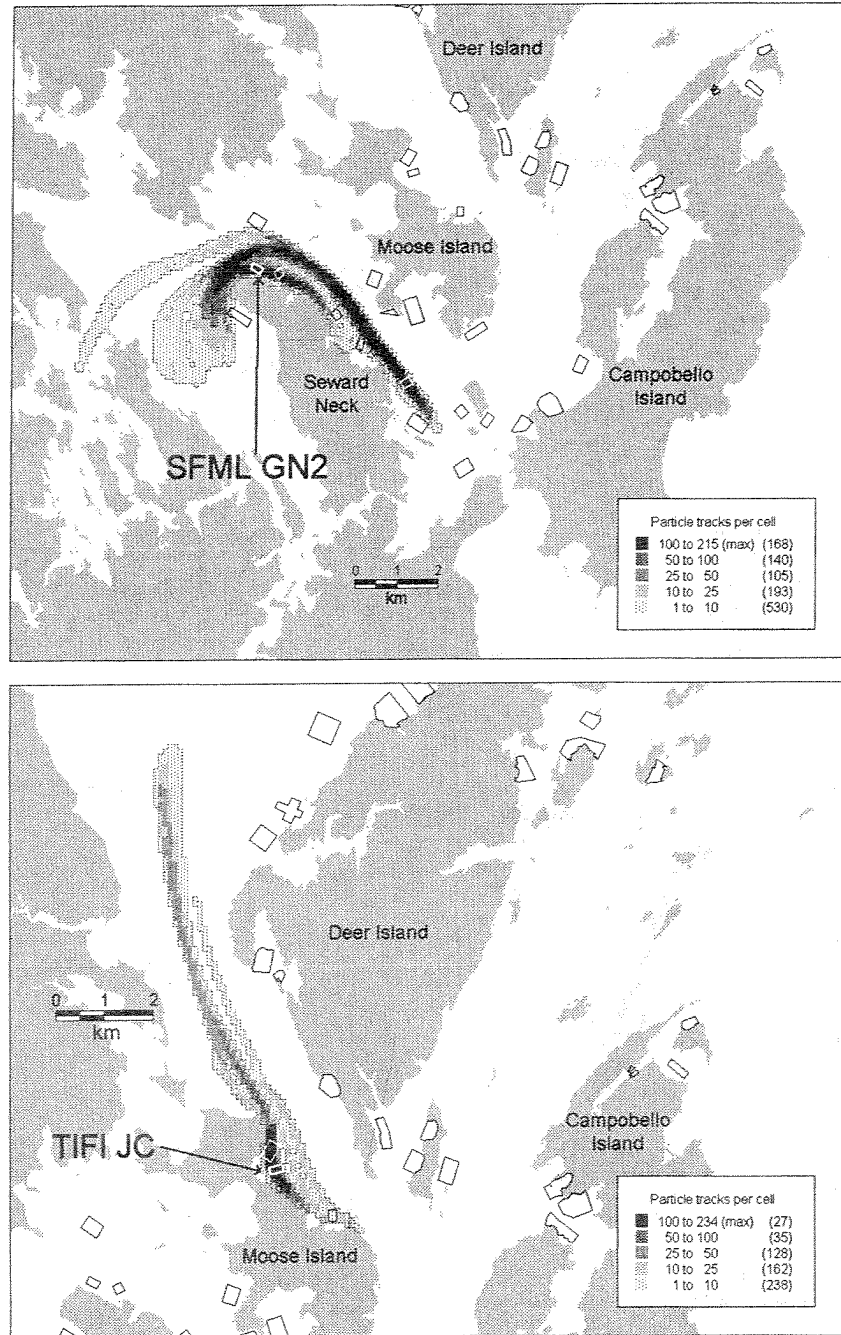 Deer Island
Moose Island
Campobello
Island
Seward
Neck
SFML GN2
0 1 2
km
Particle tracks per cell
100 to 215 (max) (168)
50 to 100 (140)
25 to 50 (105)
10 to 25 (193)
1 to 10 (530)
Deer Island
0 1 2
km
TIFI JC
Campobello
Island
Moose Island
Particle tracks per cell
100 to 234 (max) (27)
50 to 100 (35)
25 to 50 (128)
10 to 25 (162)
1 to 10 (238)